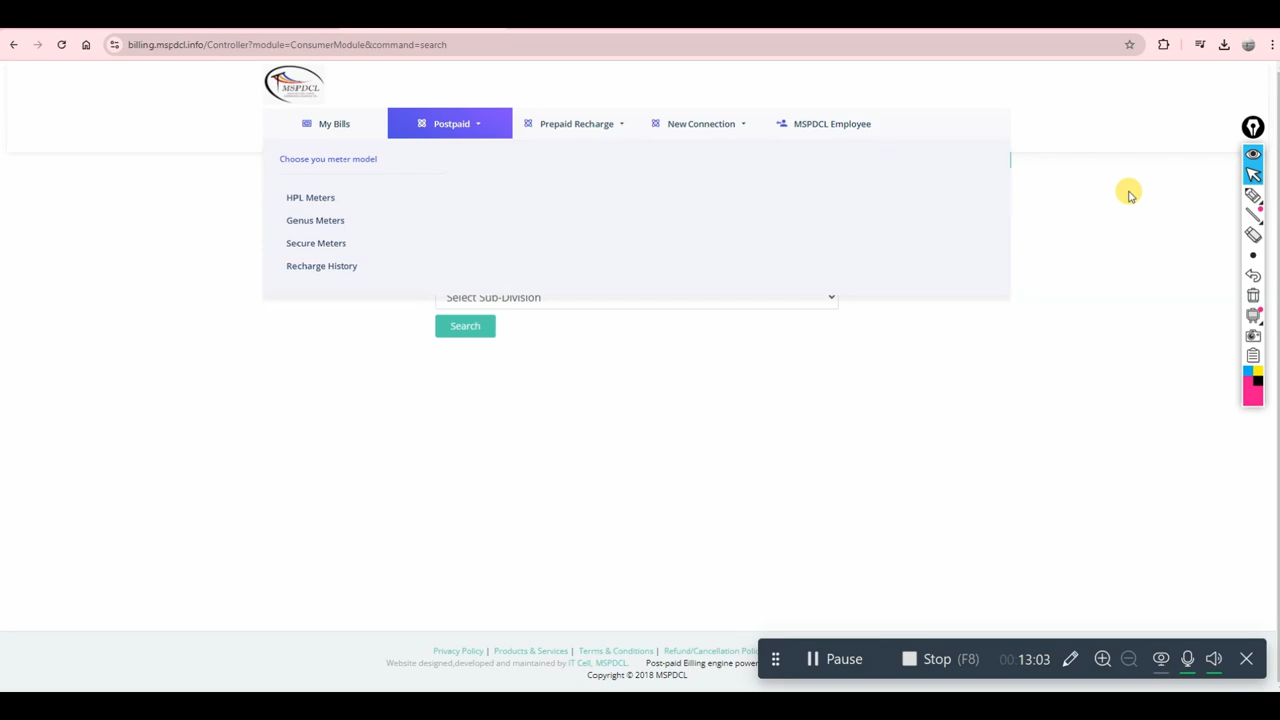 billing.mspdcl.info/Controller?module=ConsumerModule&command=search
MSPDCL
My Bills Postpaid Prepaid Recharge New Connection MSPDCL Employee
Choose you meter model
HPL Meters
Genus Meters
Secure Meters
Recharge History
Select Sub-Division
Search
Privacy Policy | Products & Services | Terms & Conditions | Refund/Cancellation
Website designed,developed and maintained by IT Cell, MSPDCL. Post-paid Billing engine
Copyright © 2018 MSPDCL
Pause Stop (F8) 00:13:03